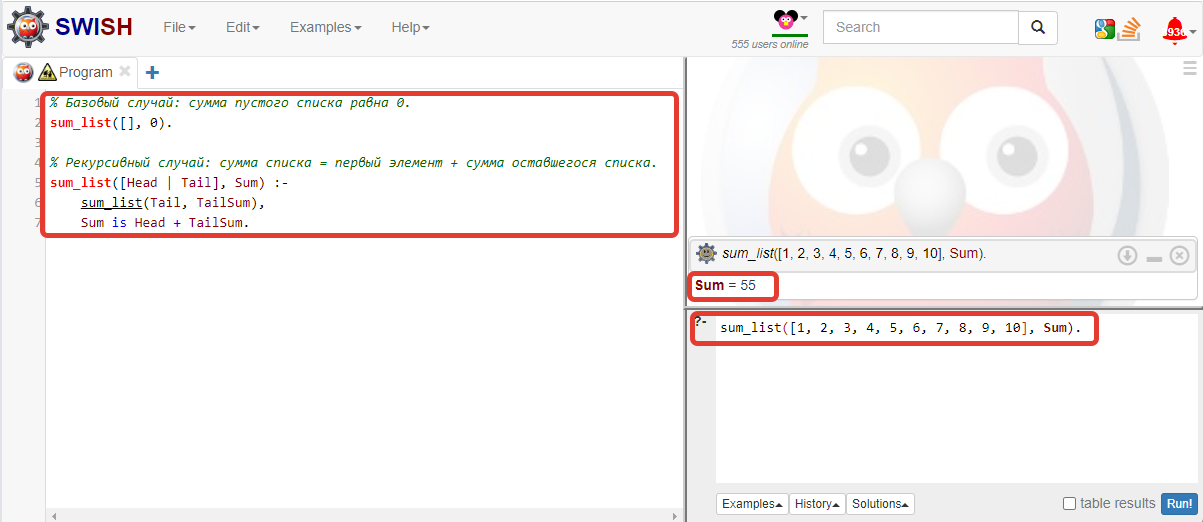 SWISH File Edit Examples Help
555 users online
Search
Program
1 % Базовый случай: сумма пустого списка равна 0.
2 sum_list([], 0).
3
4 % Рекурсивный случай: сумма списка = первый элемент + сумма оставшегося списка.
5 sum_list([Head | Tail], Sum) :-
6 sum_list(Tail, TailSum),
7 Sum is Head + TailSum.
sum_list([1, 2, 3, 4, 5, 6, 7, 8, 9, 10], Sum).
Sum = 55
?- sum_list([1, 2, 3, 4, 5, 6, 7, 8, 9, 10], Sum).
Examples History Solutions table results Run!